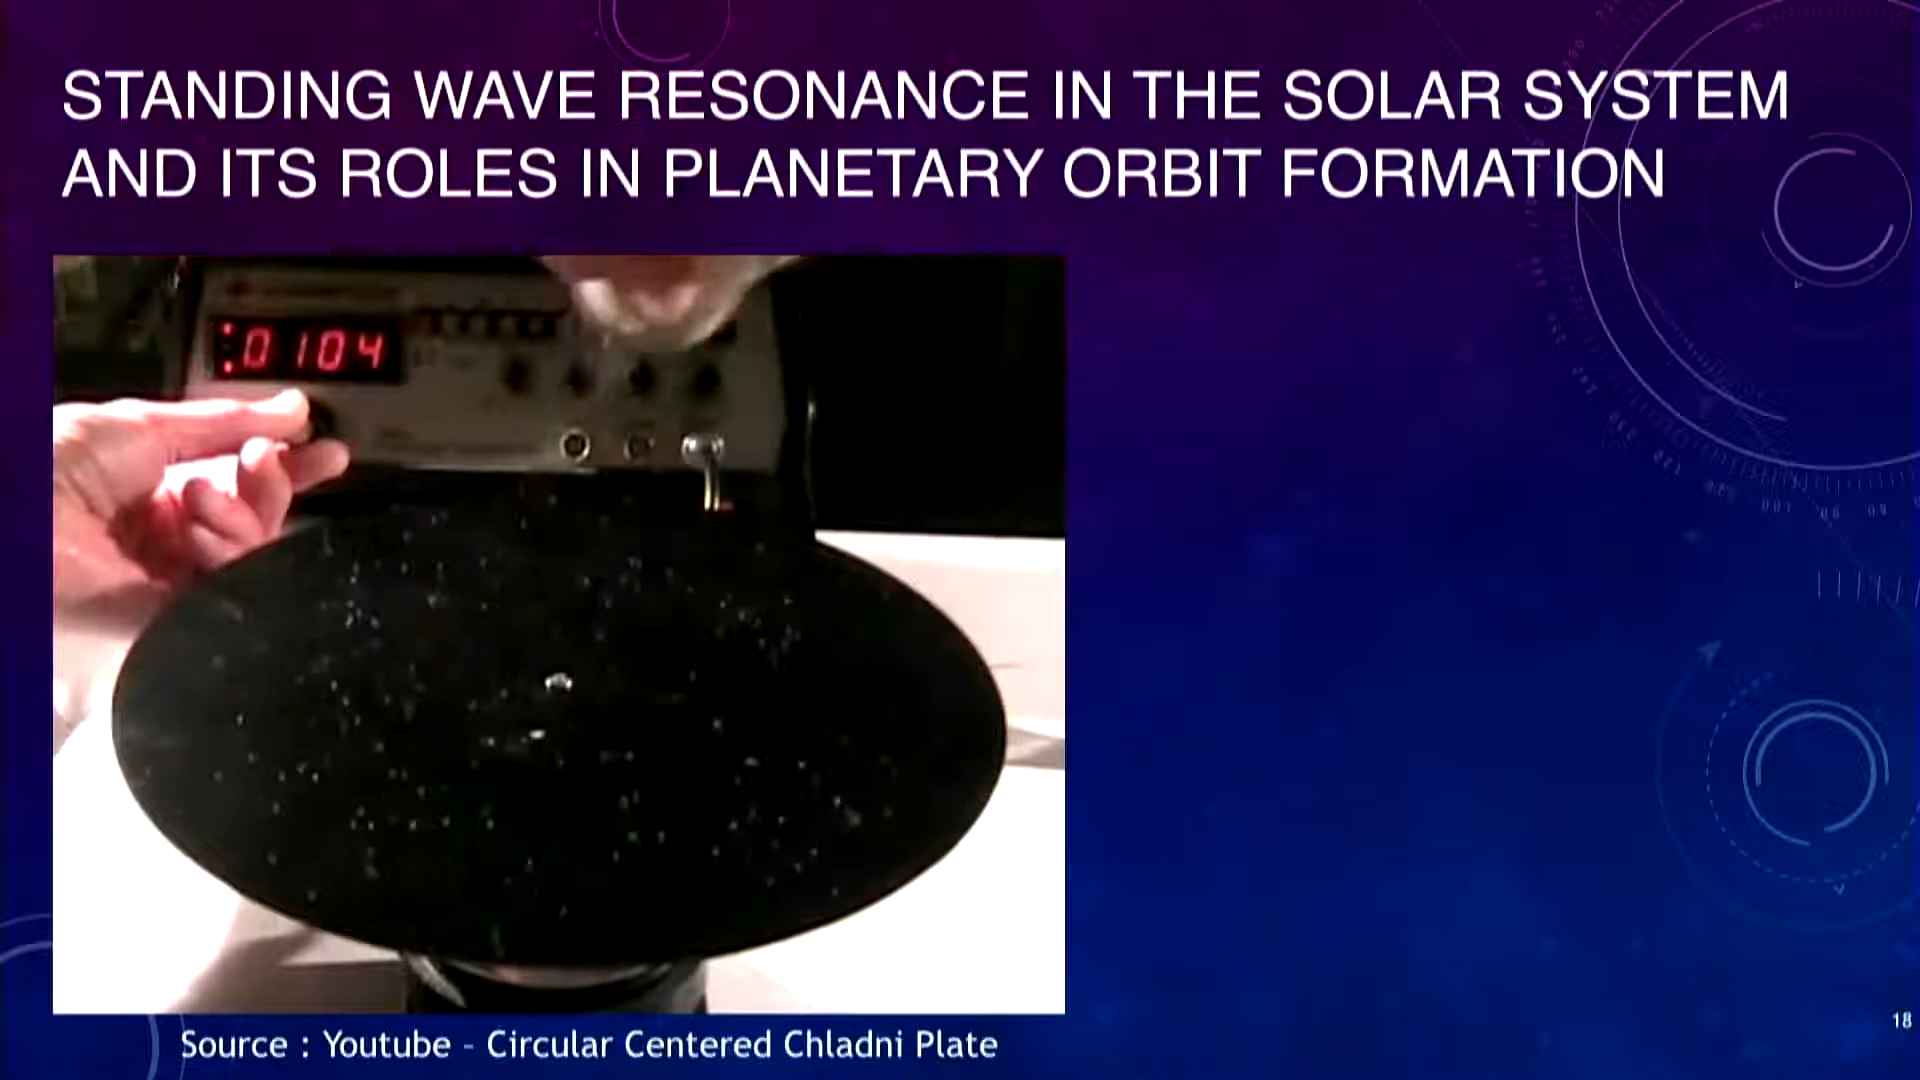 STANDING WAVE RESONANCE IN THE SOLAR SYSTEM
AND ITS ROLES IN PLANETARY ORBIT FORMATION
0104
Source : Youtube - Circular Centered Chladni Plate
18